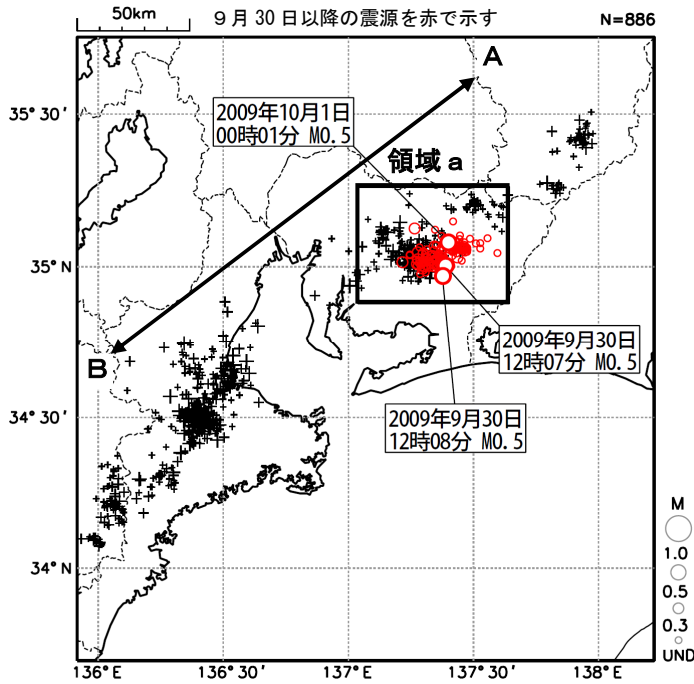 50km
9月30日以降の震源を赤で示す
N=886
A
35°30′
2009年10月1日
00時01分 M0.5
領域a
35°N
2009年9月30日
12時07分 M0.5
B
34°30′
2009年9月30日
12時08分 M0.5
34°N
M
1.0
0.5
0.3
UND
136°E
136°30′
137°E
137°30′
138°E